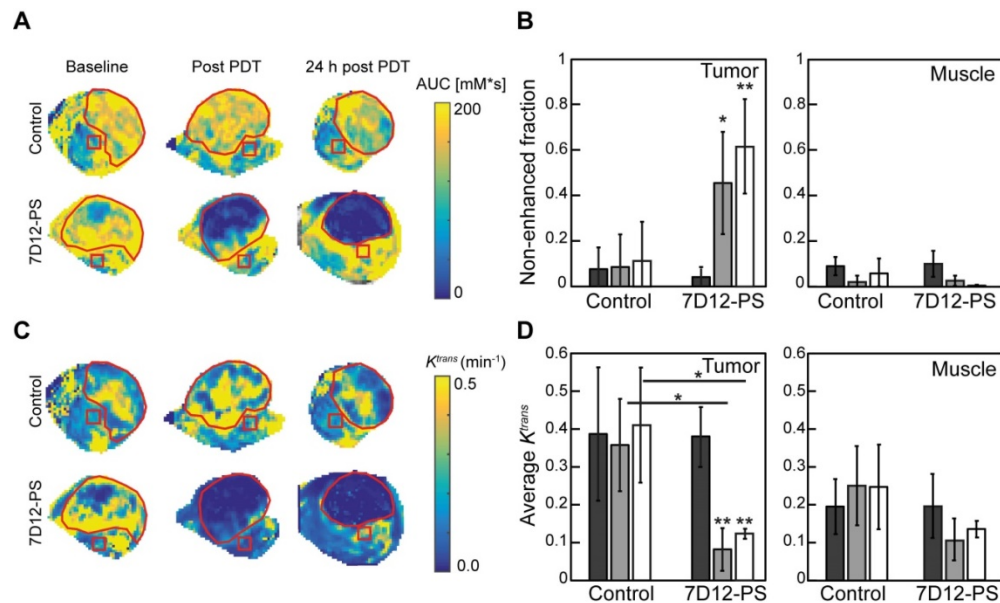 A
Baseline
Post PDT
24 h post PDT
AUC [mM*s]
200
0
Control
7D12-PS
B
Non-enhanced fraction
1
0.8
0.6
0.4
0.2
0
Tumor
*
**
Control
7D12-PS
1
0.8
0.6
0.4
0.2
0
Muscle
Control
7D12-PS
C
Kᵗʳᵃⁿˢ (min⁻¹)
0.5
0.0
Control
7D12-PS
D
Average Kᵗʳᵃⁿˢ
0.6
0.5
0.4
0.3
0.2
0.1
0
Tumor
*
*
** **
Control
7D12-PS
0.6
0.5
0.4
0.3
0.2
0.1
0
Muscle
Control
7D12-PS